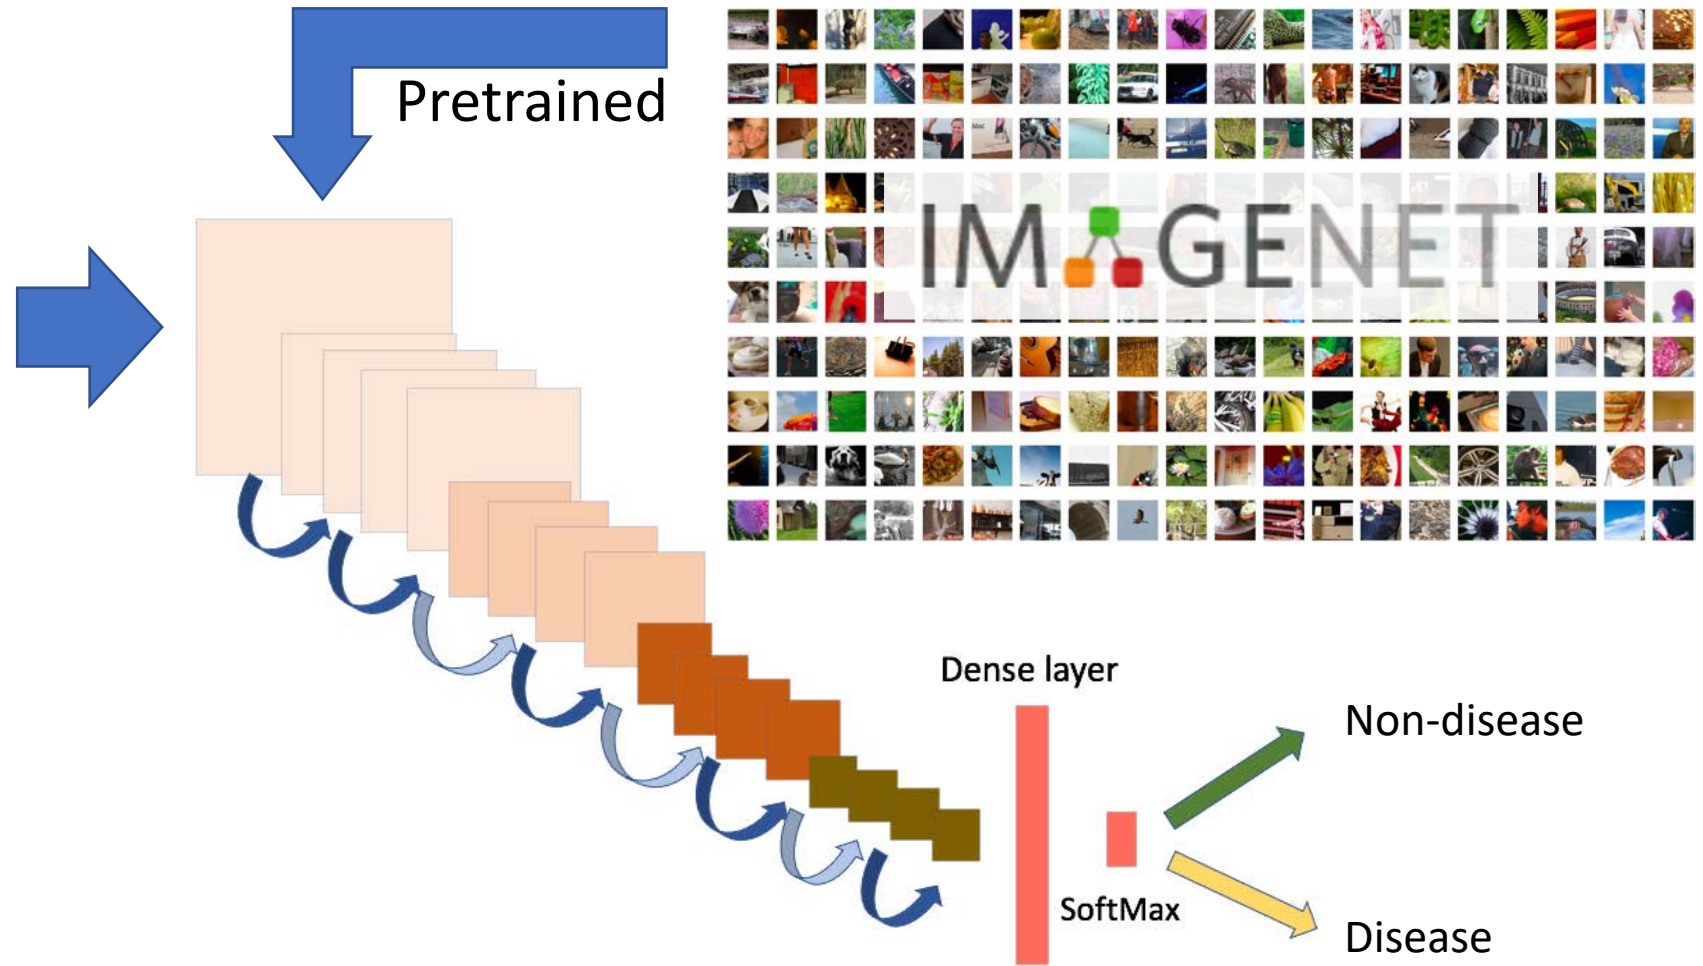 Pretrained
IMAGENET
Dense layer
Non-disease
SoftMax
Disease